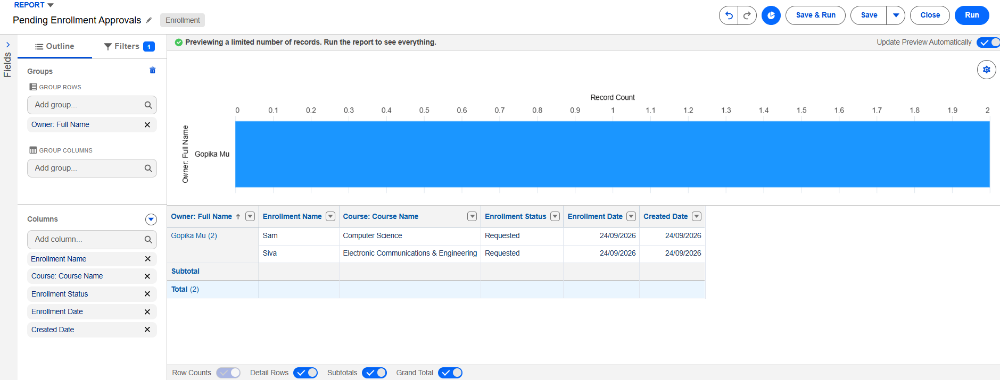 REPORT
Pending Enrollment Approvals
Enrollment
Save & Run
Save
Close
Run
Fields
Outline
Filters 1
Previewing a limited number of records. Run the report to see everything.
Update Preview Automatically
Groups
GROUP ROWS
Add group...
Owner: Full Name
GROUP COLUMNS
Add group...
Record Count
0 0.1 0.2 0.3 0.4 0.5 0.6 0.7 0.8 0.9 1 1.1 1.2 1.3 1.4 1.5 1.6 1.7 1.8 1.9 2
Owner: Full Name
Gopika Mu
Columns
Add column...
Enrollment Name
Course: Course Name
Enrollment Status
Enrollment Date
Created Date
Owner: Full Name Enrollment Name Course: Course Name Enrollment Status Enrollment Date Created Date
Gopika Mu (2) Sam Computer Science Requested 24/09/2026 24/09/2026
Siva Electronic Communications & Engineering Requested 24/09/2026 24/09/2026
Subtotal
Total (2)
Row Counts Detail Rows Subtotals Grand Total